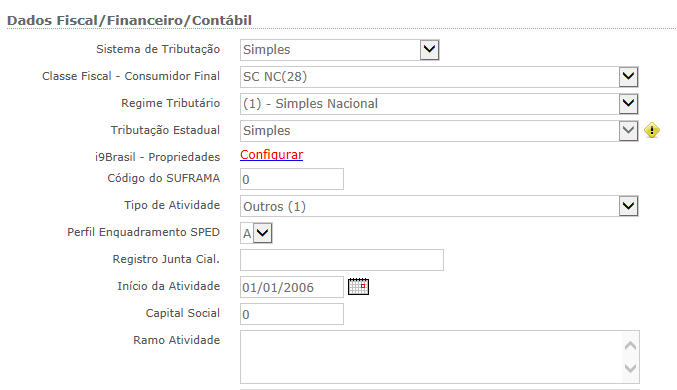 Dados Fiscal/Financeiro/Contábil
Sistema de Tributação Simples
Classe Fiscal - Consumidor Final SC NC(28)
Regime Tributário (1) - Simples Nacional
Tributação Estadual Simples
i9Brasil - Propriedades Configurar
Código do SUFRAMA 0
Tipo de Atividade Outros (1)
Perfil Enquadramento SPED A
Registro Junta Cial.
Início da Atividade 01/01/2006
Capital Social 0
Ramo Atividade